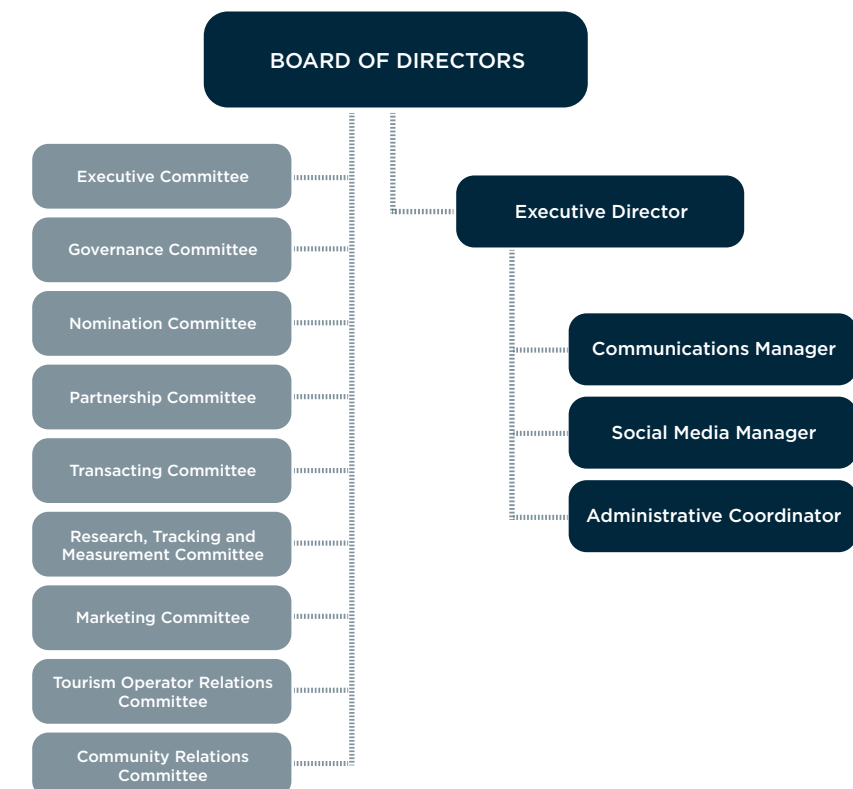 BOARD OF DIRECTORS
Executive Committee
Governance Committee
Nomination Committee
Partnership Committee
Transacting Committee
Research, Tracking and
Measurement Committee
Marketing Committee
Tourism Operator Relations
Committee
Community Relations
Committee
Executive Director
Communications Manager
Social Media Manager
Administrative Coordinator